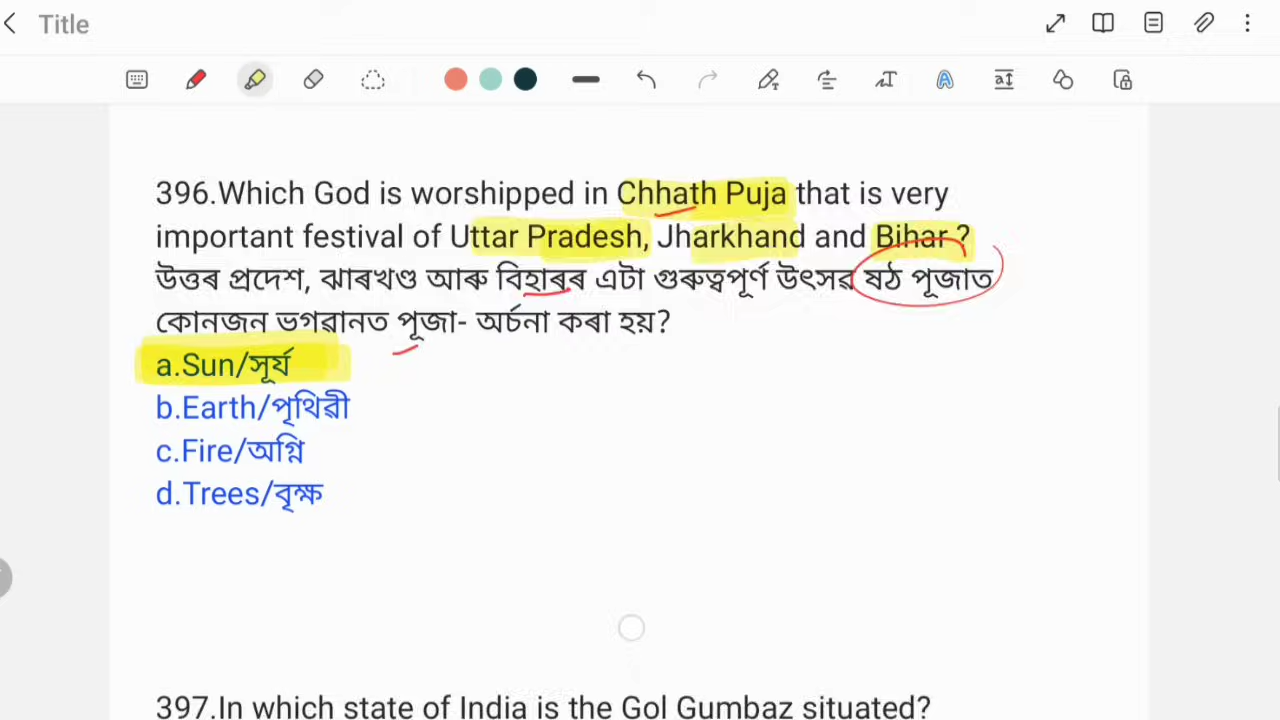 Title
396.Which God is worshipped in Chhath Puja that is very
important festival of Uttar Pradesh, Jharkhand and Bihar ?
উত্তৰ প্ৰদেশ, ঝাৰখণ্ড আৰু বিহাৰৰ এটা গুৰুত্বপূৰ্ণ উৎসৱ ষঠ পূজাত
কোনজন ভগৱানত পূজা- অৰ্চনা কৰা হয়?
a.Sun/সূৰ্য
b.Earth/পৃথিৱী
c.Fire/অগ্নি
d.Trees/বৃক্ষ
397.In which state of India is the Gol Gumbaz situated?